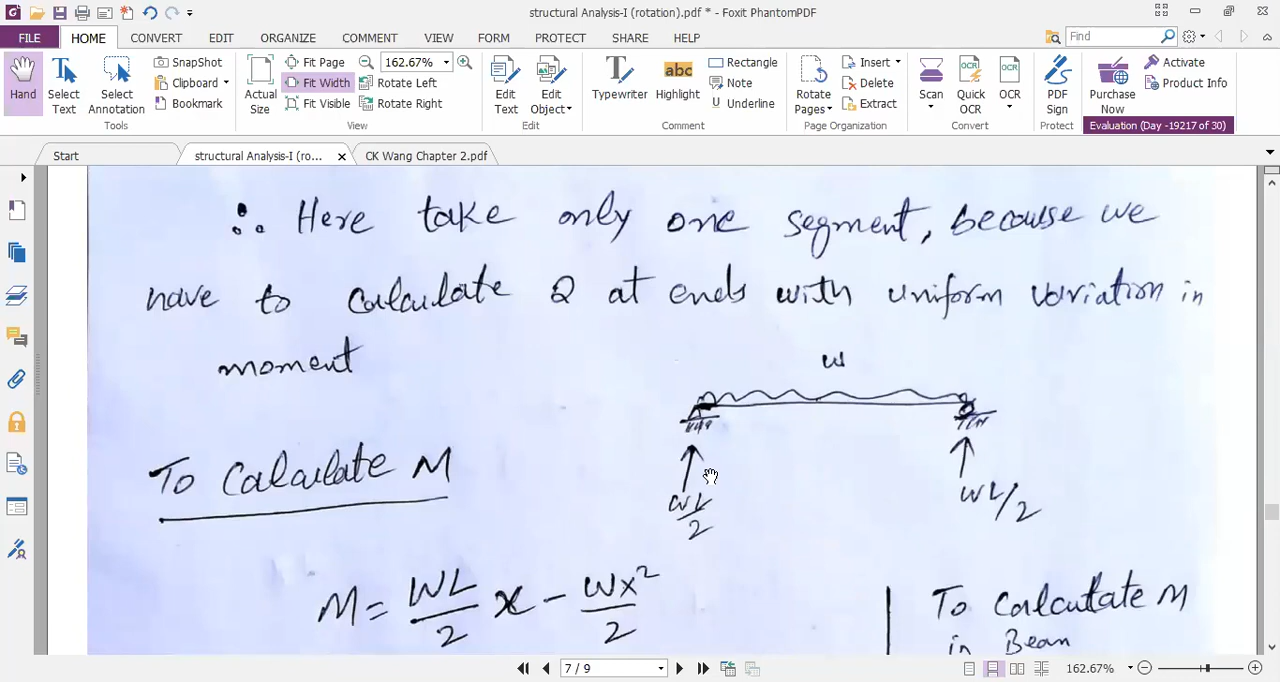 structural Analysis-I (rotation).pdf * - Foxit PhantomPDF
FILE HOME CONVERT EDIT ORGANIZE COMMENT VIEW FORM PROTECT SHARE HELP Find
Hand Select Text Select Annotation SnapShot Clipboard Bookmark Actual Size Fit Page Fit Width Fit Visible 162.67% Rotate Left Rotate Right Edit Text Edit Object Typewriter Highlight Rectangle Note Underline Rotate Pages Insert Delete Extract Scan Quick OCR OCR PDF Sign Purchase Now Activate Product Info
Tools View Edit Comment Page Organization Convert Protect Evaluation (Day -19217 of 30)
Start structural Analysis-I (ro... CK Wang Chapter 2.pdf
∴ Here take only one segment, because we
have to calculate Q at ends with uniform variation in
moment
w
To Calculate M
WL/2 WL/2
M = WL/2 x - Wx²/2
To Calculate M
in Bean
7 / 9 162.67%